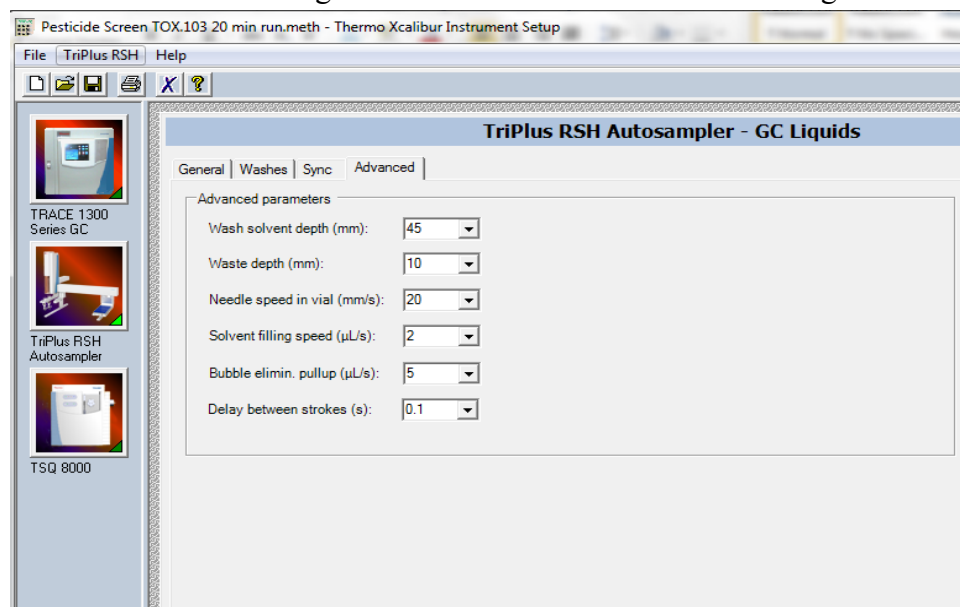 Pesticide Screen TOX.103 20 min run.meth - Thermo Xcalibur Instrument Setup
File TriPlus RSH Help
TriPlus RSH Autosampler - GC Liquids
General Washes Sync Advanced
Advanced parameters
Wash solvent depth (mm): 45
Waste depth (mm): 10
Needle speed in vial (mm/s): 20
Solvent filling speed (µL/s): 2
Bubble elimin. pullup (µL/s): 5
Delay between strokes (s): 0.1
TRACE 1300
Series GC
TriPlus RSH
Autosampler
TSQ 8000